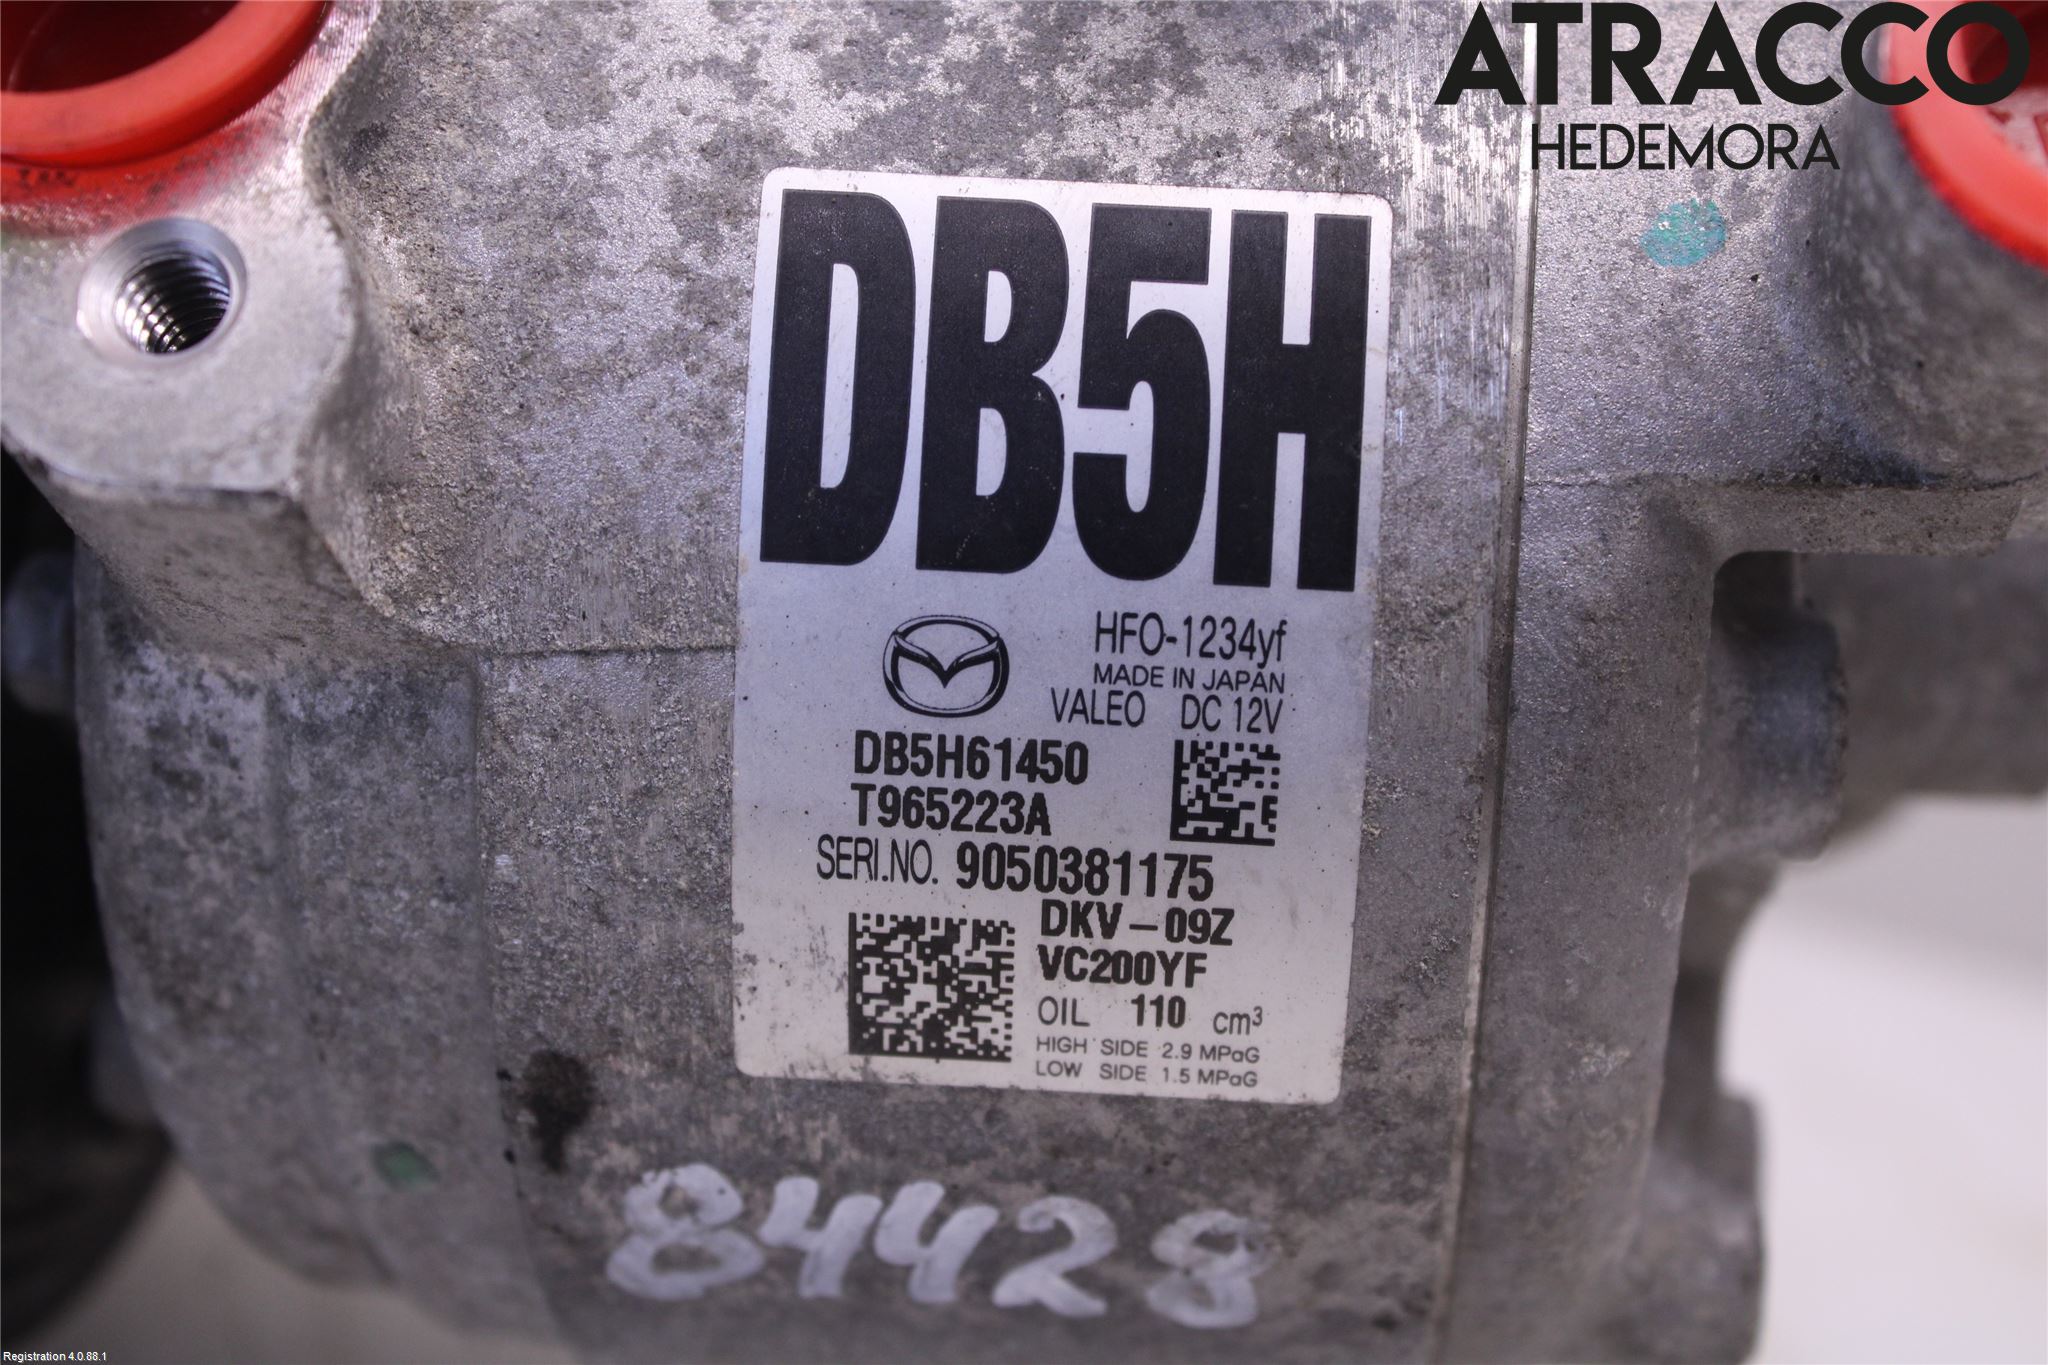 ATRACCO
HEDEMORA
DB5H
HFO-1234yf
MADE IN JAPAN
VALEO DC 12V
DB5H61450
T965223A
SERI.NO. 9050381175
DKV-09Z
VC200YF
OIL 110 cm³
HIGH SIDE 2.9 MPaG
LOW SIDE 1.5 MPaG
84428
Registration 4.0.88.1